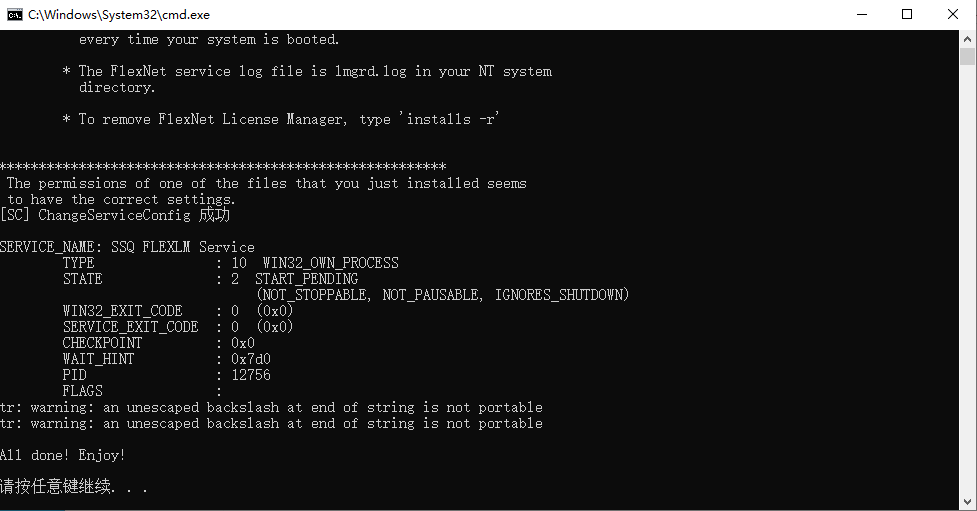 C:\Windows\System32\cmd.exe
every time your system is booted.
* The FlexNet service log file is lmgrd.log in your NT system
directory.
* To remove FlexNet License Manager, type 'installs -r'
*********************************************************
The permissions of one of the files that you just installed seems
to have the correct settings.
[SC] ChangeServiceConfig 成功
SERVICE_NAME: SSQ FLEXLM Service
TYPE : 10 WIN32_OWN_PROCESS
STATE : 2 START_PENDING
(NOT_STOPPABLE, NOT_PAUSABLE, IGNORES_SHUTDOWN)
WIN32_EXIT_CODE : 0 (0x0)
SERVICE_EXIT_CODE : 0 (0x0)
CHECKPOINT : 0x0
WAIT_HINT : 0x7d0
PID : 12756
FLAGS :
tr: warning: an unescaped backslash at end of string is not portable
tr: warning: an unescaped backslash at end of string is not portable
All done! Enjoy!
请按任意键继续. . .